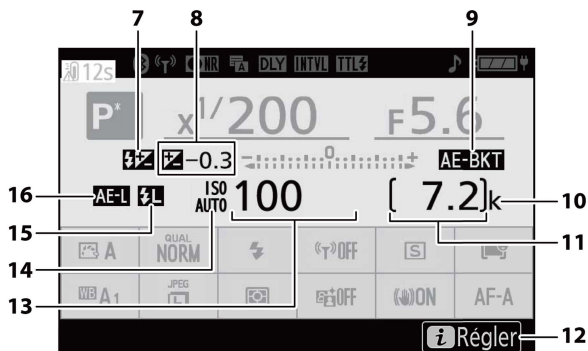 7 8 9
12s NR DLY INTVL TTL
P* x1/200 F5.6
-0.3 - 0 + AE-BKT
16 AE-L L ISO AUTO 100 [ 7.2]k 10
15 14 13 11
A QUAL NORM OFF S
WB A1 JPEG L OFF ON AF-A
i Régler 12